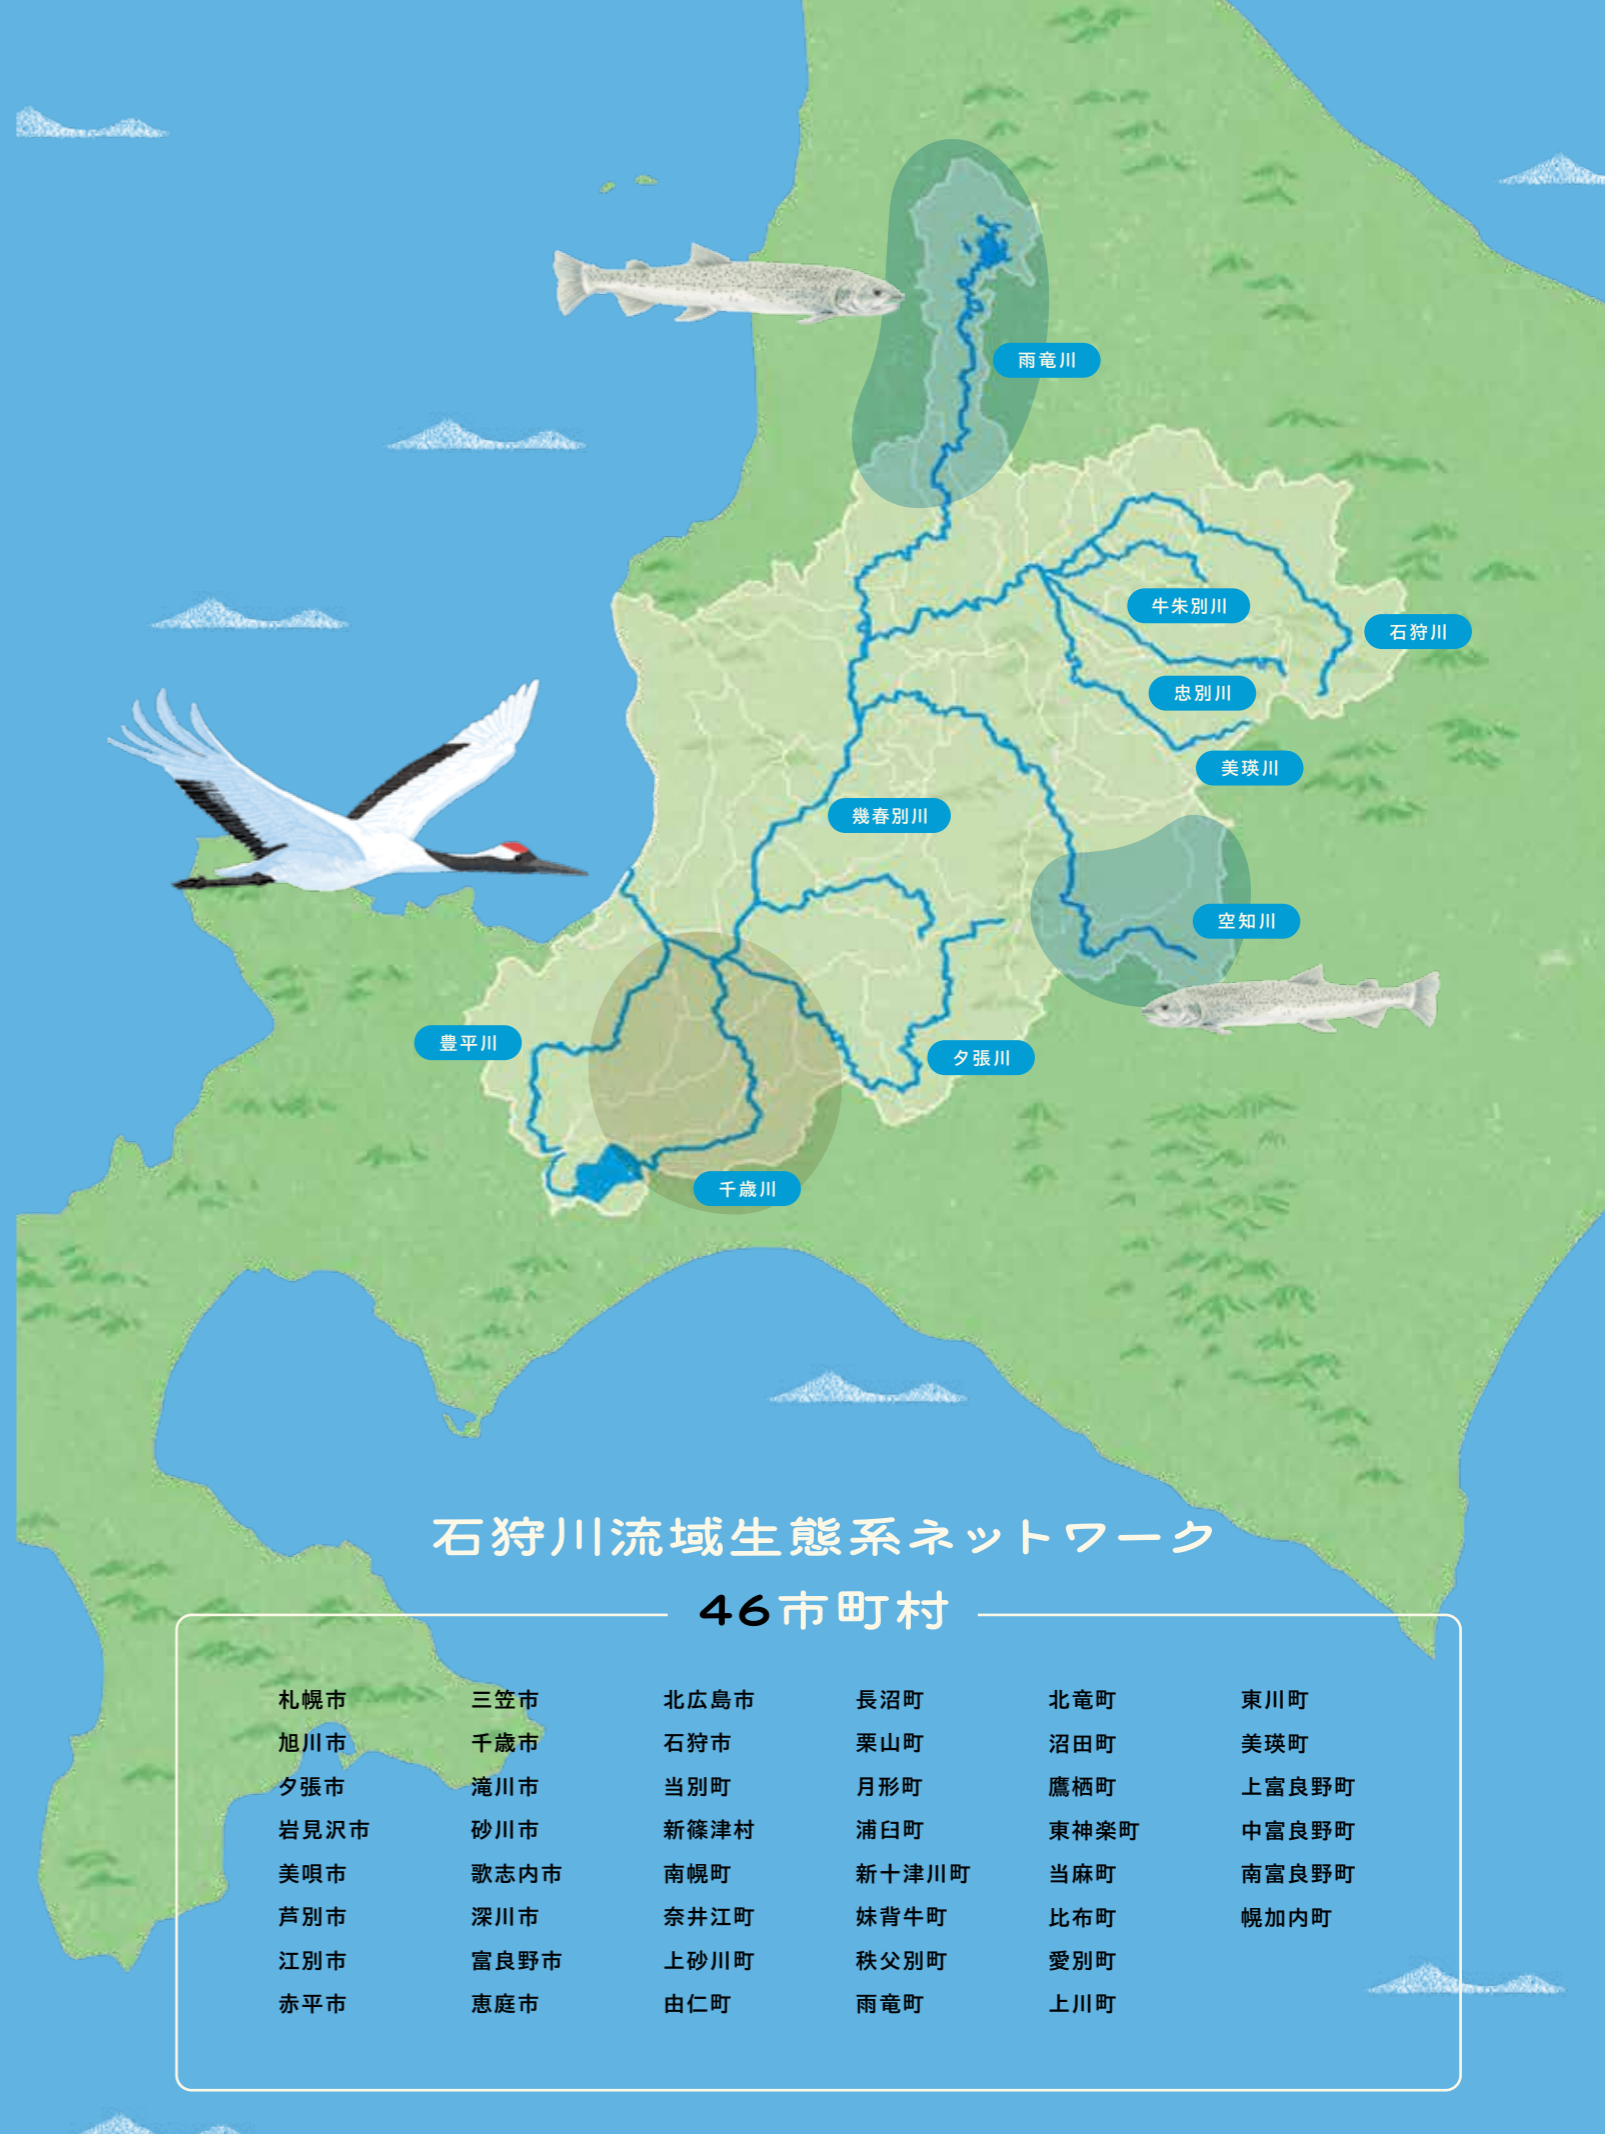 雨竜川
牛朱別川
石狩川
忠別川
美瑛川
幾春別川
空知川
豊平川
夕張川
千歳川
石狩川流域生態系ネットワーク
46市町村
札幌市
旭川市
夕張市
岩見沢市
美唄市
芦別市
江別市
赤平市
三笠市
千歳市
滝川市
砂川市
歌志内市
深川市
富良野市
恵庭市
北広島市
石狩市
当別町
新篠津村
南幌町
奈井江町
上砂川町
由仁町
長沼町
栗山町
月形町
浦臼町
新十津川町
妹背牛町
秩父別町
雨竜町
北竜町
沼田町
鷹栖町
東神楽町
当麻町
比布町
愛別町
上川町
東川町
美瑛町
上富良野町
中富良野町
南富良野町
幌加内町